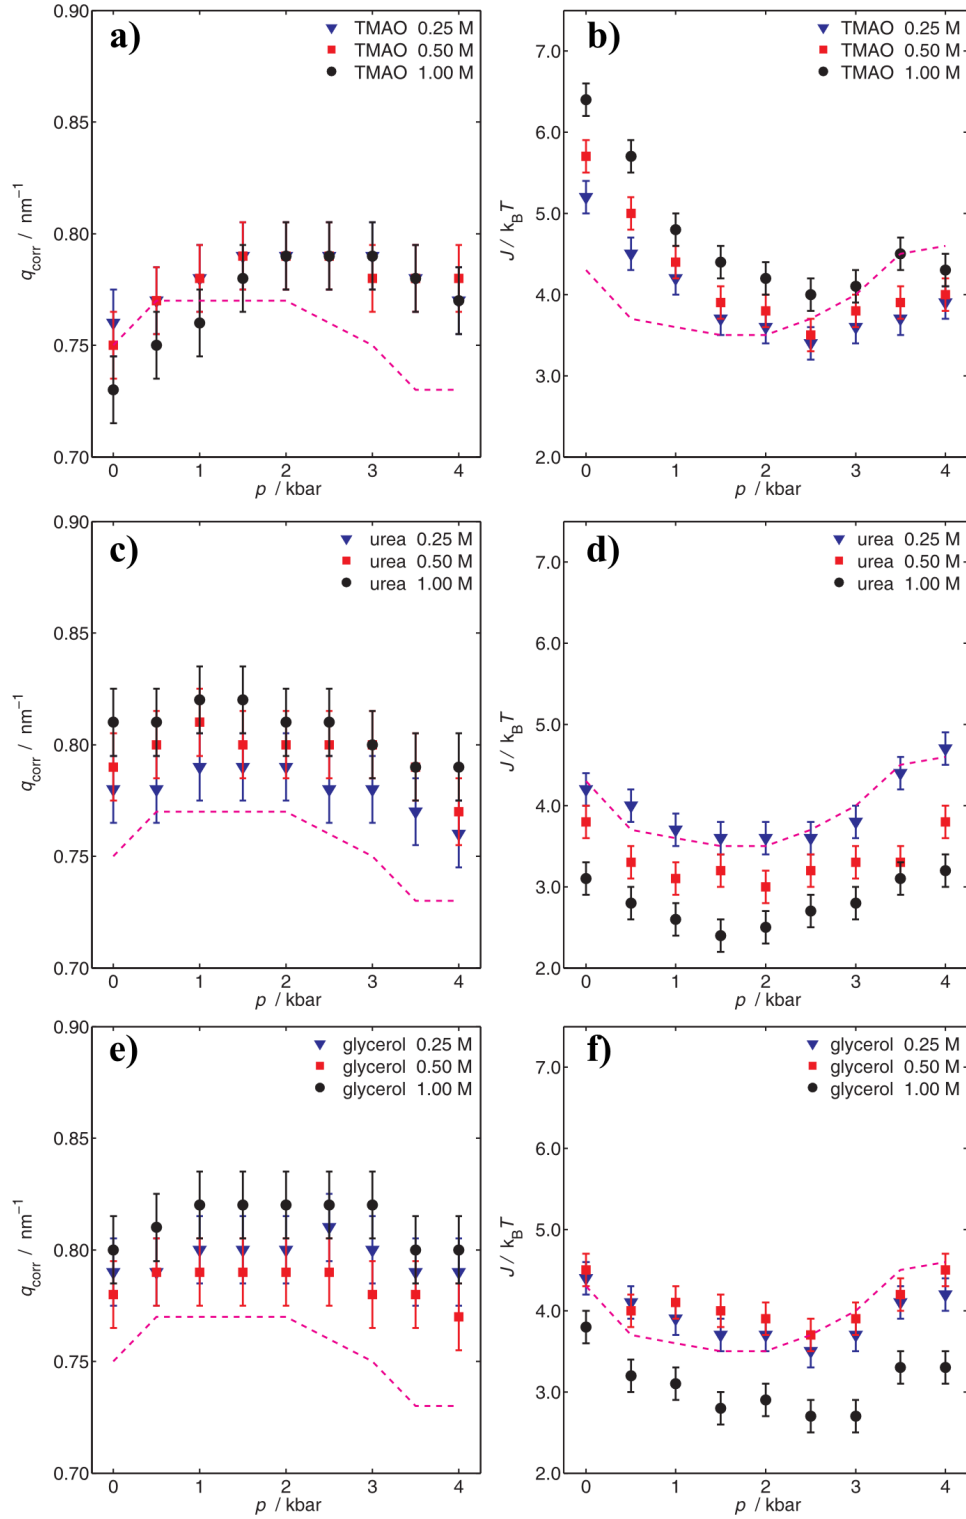 a)
TMAO 0.25 M
TMAO 0.50 M
TMAO 1.00 M
0.90
0.85
0.80
0.75
0.70
q_corr / nm⁻¹
0 1 2 3 4
p / kbar
b)
TMAO 0.25 M
TMAO 0.50 M
TMAO 1.00 M
7.0
6.0
5.0
4.0
3.0
2.0
J / k_BT
0 1 2 3 4
p / kbar
c)
urea 0.25 M
urea 0.50 M
urea 1.00 M
0.90
0.85
0.80
0.75
0.70
q_corr / nm⁻¹
0 1 2 3 4
p / kbar
d)
urea 0.25 M
urea 0.50 M
urea 1.00 M
7.0
6.0
5.0
4.0
3.0
2.0
J / k_BT
0 1 2 3 4
p / kbar
e)
glycerol 0.25 M
glycerol 0.50 M
glycerol 1.00 M
0.90
0.85
0.80
0.75
0.70
q_corr / nm⁻¹
0 1 2 3 4
p / kbar
f)
glycerol 0.25 M
glycerol 0.50 M
glycerol 1.00 M
7.0
6.0
5.0
4.0
3.0
2.0
J / k_BT
0 1 2 3 4
p / kbar